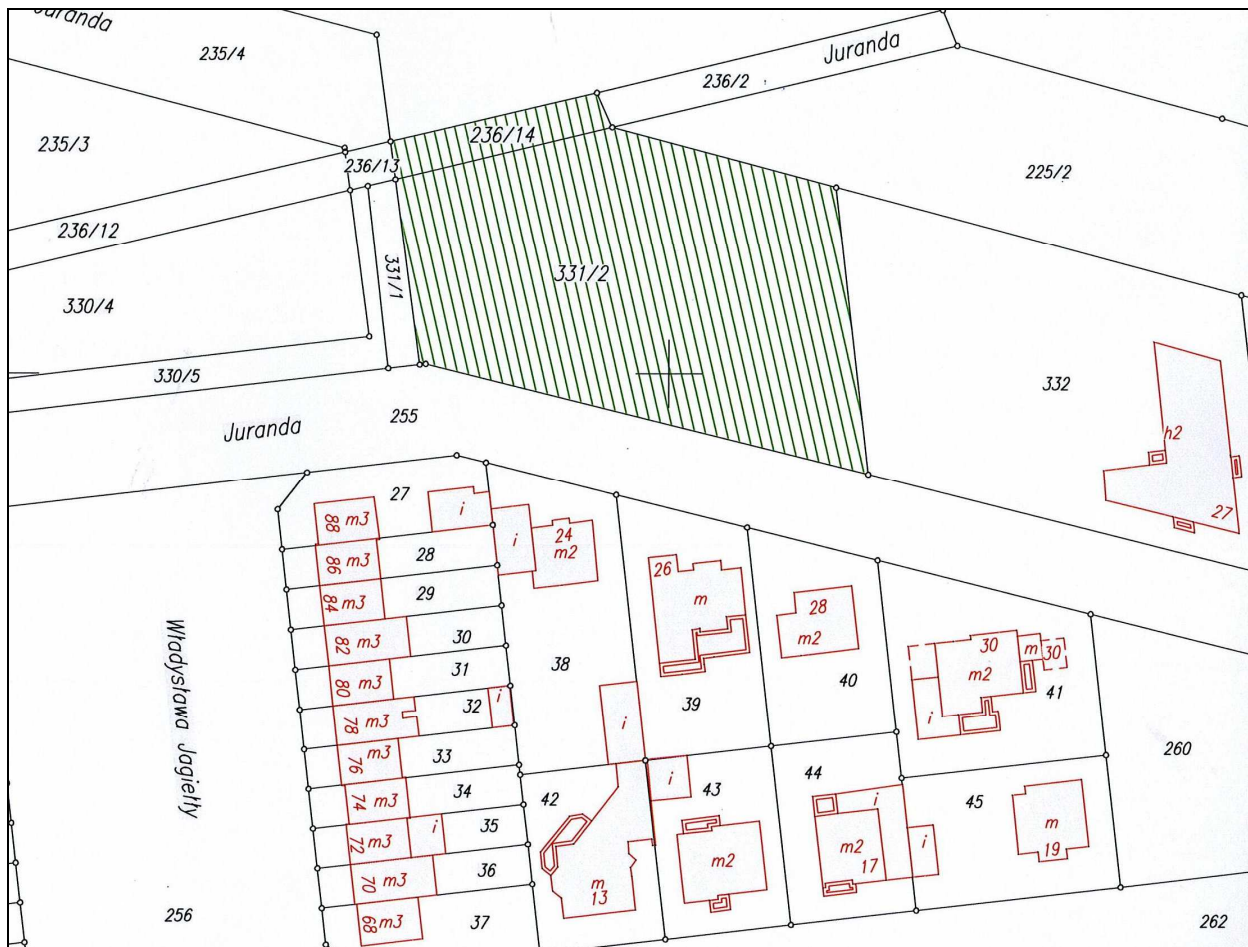 Juranda
235/4
Juranda
236/2
235/3
236/14
236/13
225/2
236/12
331/1
331/2
330/4
330/5
332
h2
27
255
Juranda
27
88 m3
i
28
86 m3
i
24
m2
29
84 m3
26
m
28
m2
30
82 m3
30
m2
m
30
31
80 m3
38
40
41
32
i
78 m3
39
i
i
33
76 m3
260
Władysława Jagiełły
34
74 m3
42
i
43
44
i
45
35
i
72 m3
m
19
m2
17
i
m2
36
70 m3
m
13
256
37
68 m3
262